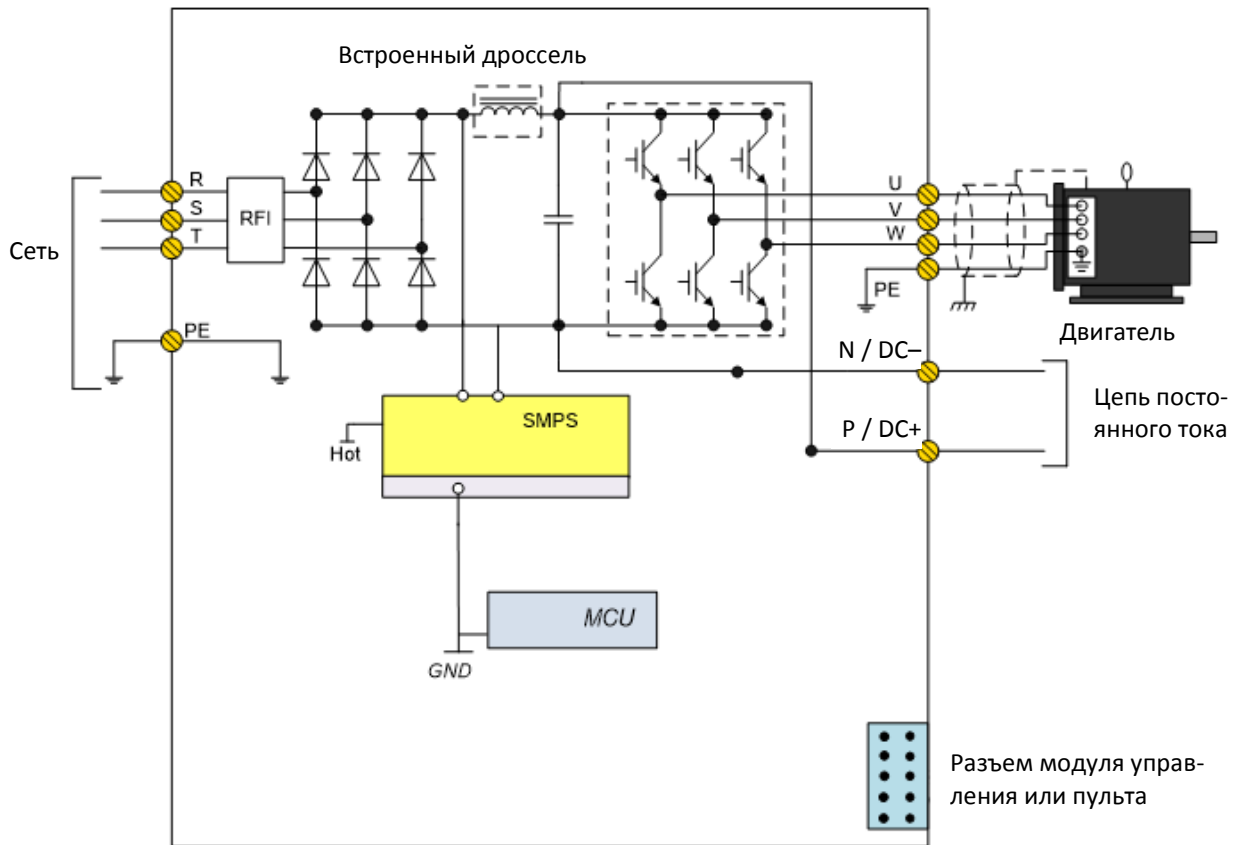 Встроенный дроссель
R
S
T
RFI
Сеть
PE
U
V
W
PE
Двигатель
N / DC–
P / DC+
Цепь посто-
янного тока
SMPS
Hot
MCU
GND
Разъем модуля управ-
ления или пульта